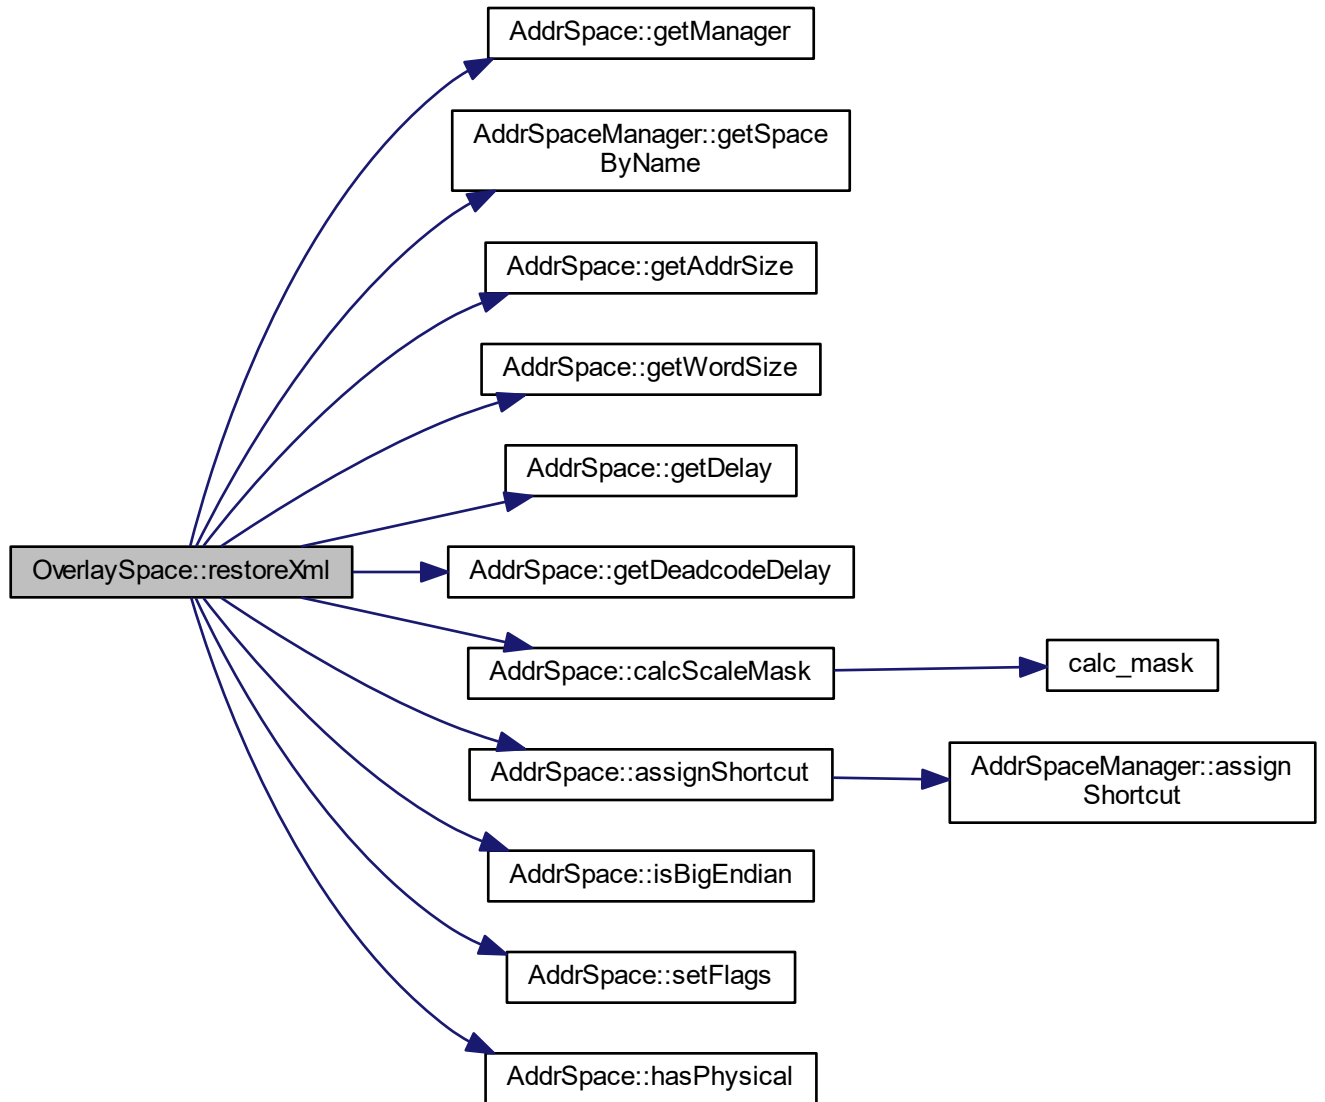 AddrSpace::getManager
AddrSpaceManager::getSpace
ByName
AddrSpace::getAddrSize
AddrSpace::getWordSize
AddrSpace::getDelay
OverlaySpace::restoreXml
AddrSpace::getDeadcodeDelay
AddrSpace::calcScaleMask
calc_mask
AddrSpace::assignShortcut
AddrSpaceManager::assign
Shortcut
AddrSpace::isBigEndian
AddrSpace::setFlags
AddrSpace::hasPhysical